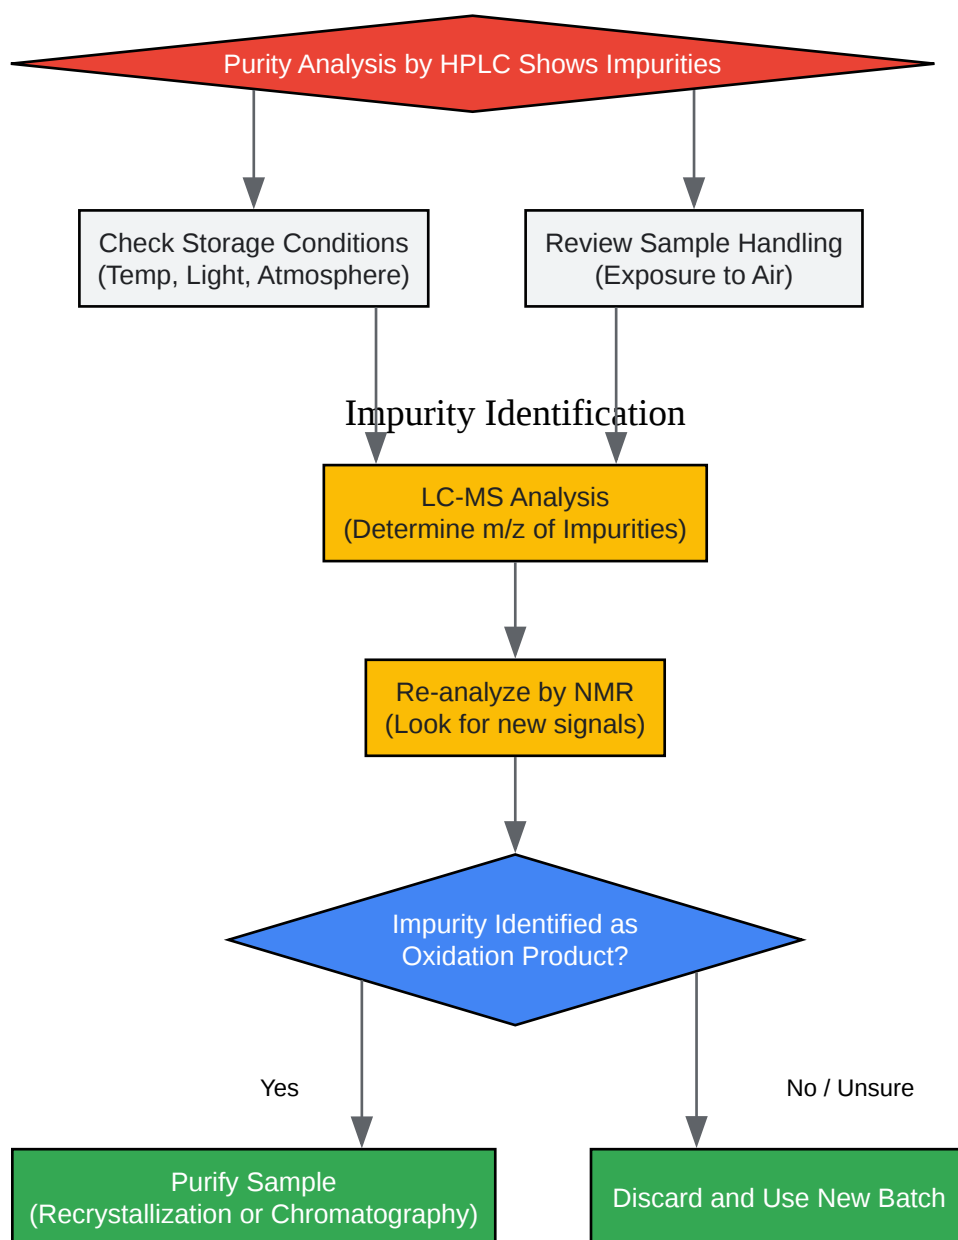 Purity Analysis by HPLC Shows Impurities
Check Storage Conditions
(Temp, Light, Atmosphere)
Review Sample Handling
(Exposure to Air)
Impurity Identification
LC-MS Analysis
(Determine m/z of Impurities)
Re-analyze by NMR
(Look for new signals)
Impurity Identified as
Oxidation Product?
Yes
No / Unsure
Purify Sample
(Recrystallization or Chromatography)
Discard and Use New Batch